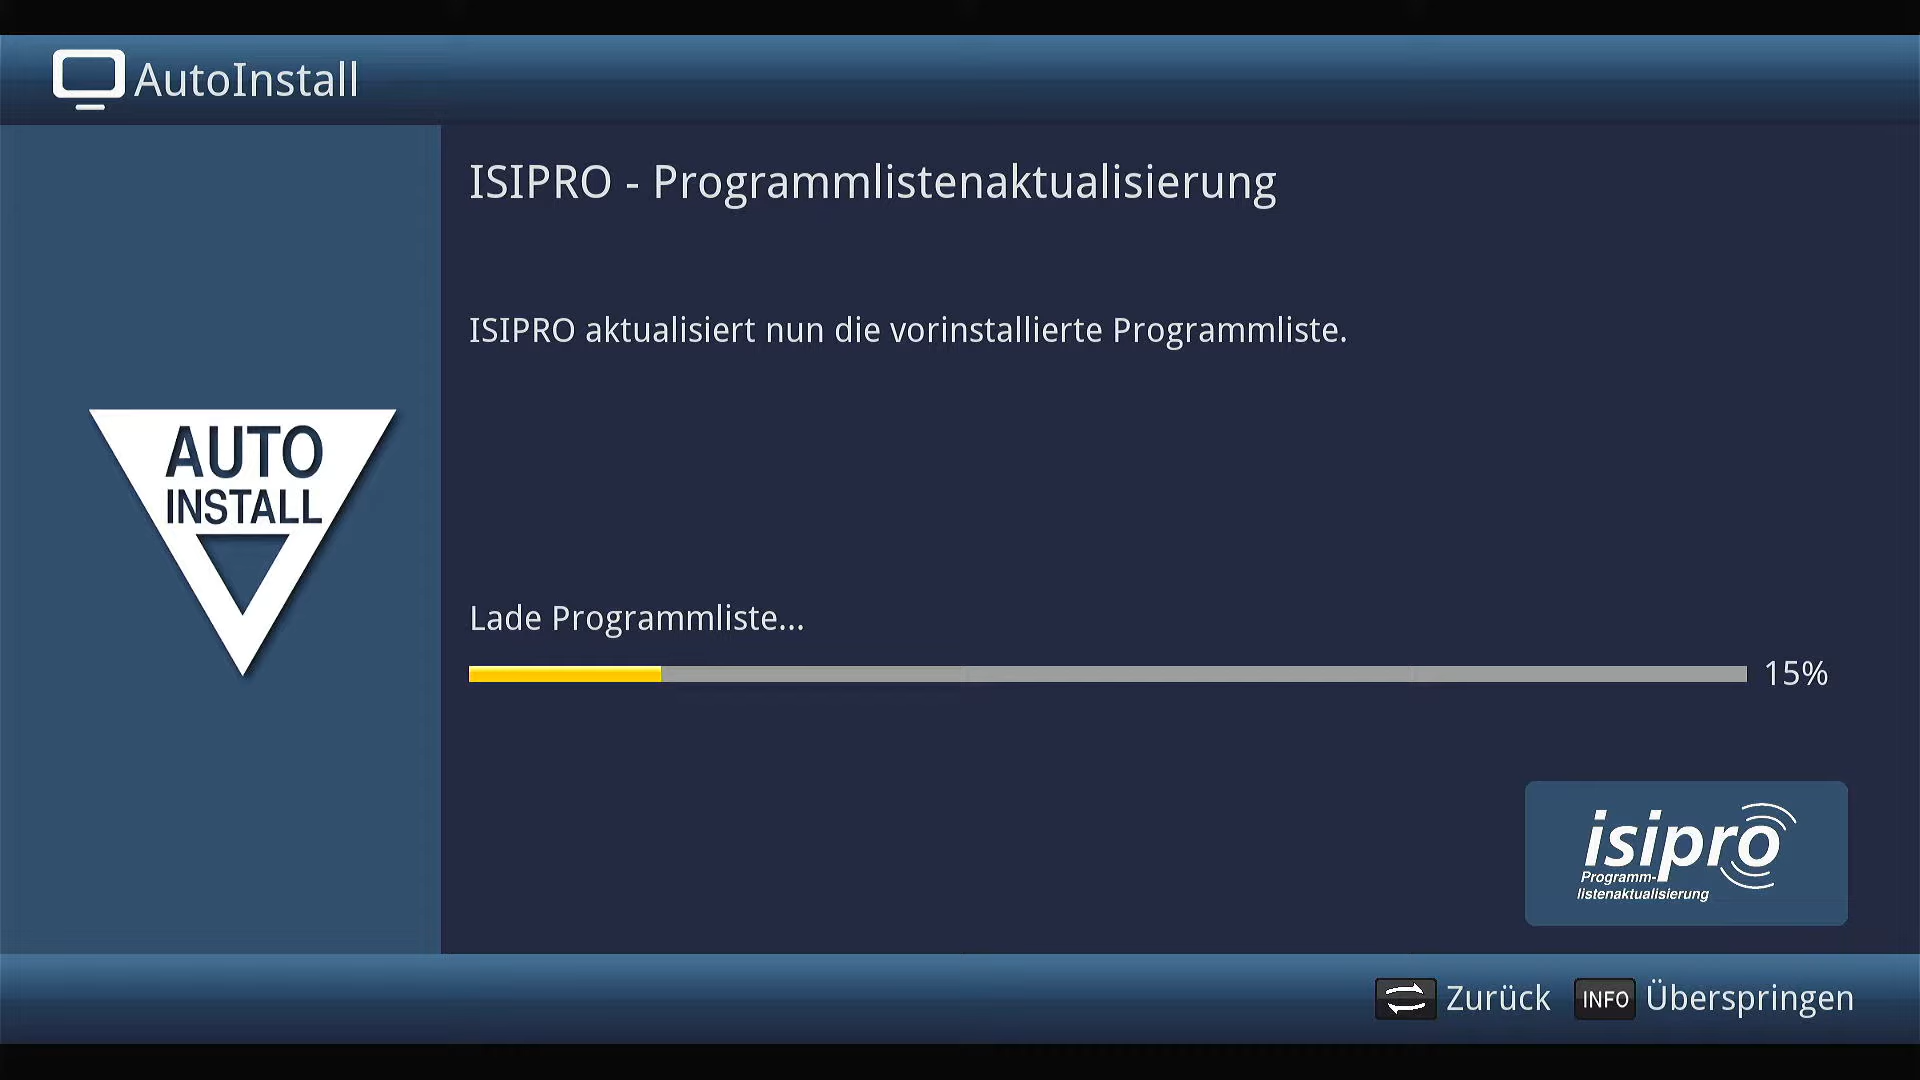 AutoInstall
ISIPRO - Programmlistenaktualisierung
ISIPRO aktualisiert nun die vorinstallierte Programmliste.
AUTO
INSTALL
Lade Programmliste...
15%
isipro
Programm-
listenaktualisierung
Zurück
INFO Überspringen